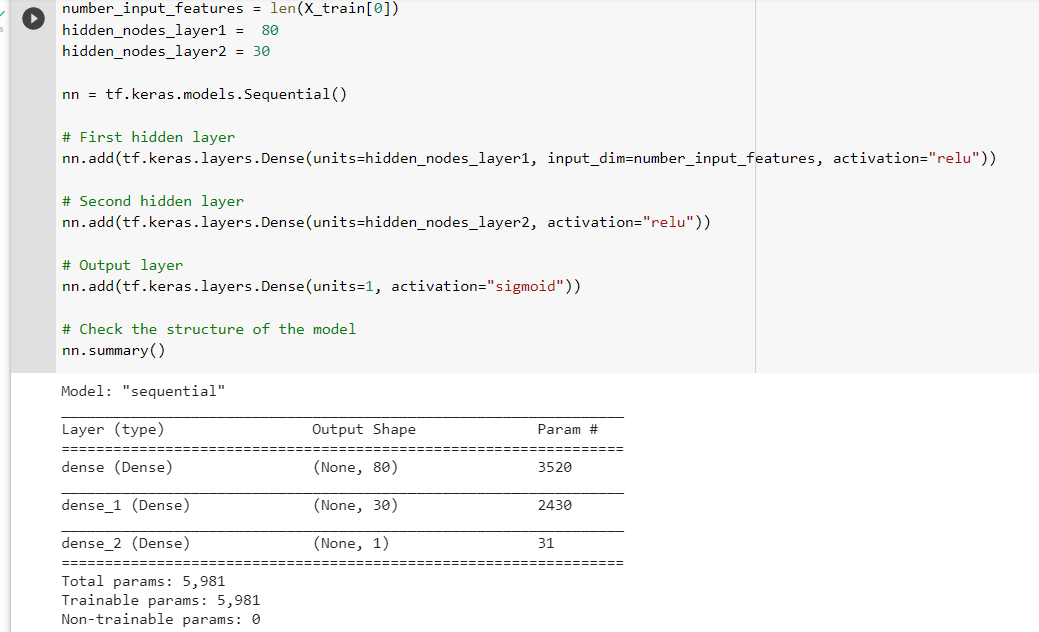 number_input_features = len(X_train[0])
hidden_nodes_layer1 =  80
hidden_nodes_layer2 = 30
nn = tf.keras.models.Sequential()
# First hidden layer
nn.add(tf.keras.layers.Dense(units=hidden_nodes_layer1, input_dim=number_input_features, activation="relu"))
# Second hidden layer
nn.add(tf.keras.layers.Dense(units=hidden_nodes_layer2, activation="relu"))
# Output layer
nn.add(tf.keras.layers.Dense(units=1, activation="sigmoid"))
# Check the structure of the model
nn.summary()
Model: "sequential"
_________________________________________________________________
Layer (type)                 Output Shape              Param #
=================================================================
dense (Dense)                (None, 80)                3520
_________________________________________________________________
dense_1 (Dense)              (None, 30)                2430
_________________________________________________________________
dense_2 (Dense)              (None, 1)                 31
=================================================================
Total params: 5,981
Trainable params: 5,981
Non-trainable params: 0